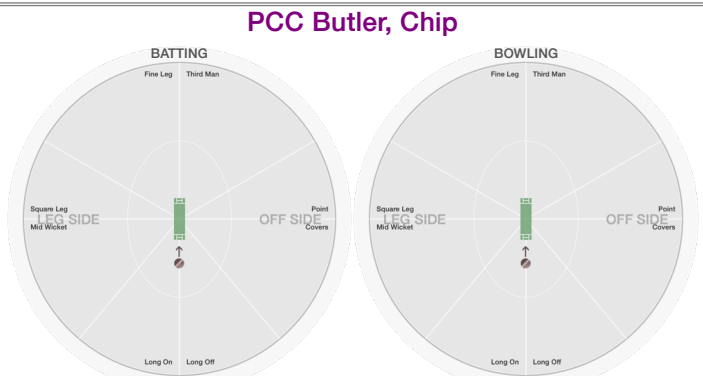 PCC Butler, Chip
BATTING
Fine Leg Third Man
Square Leg
LEG SIDE
Mid Wicket
Point
OFF SIDE
Covers
Long On Long Off
BOWLING
Fine Leg Third Man
Square Leg
LEG SIDE
Mid Wicket
Point
OFF SIDE
Covers
Long On Long Off